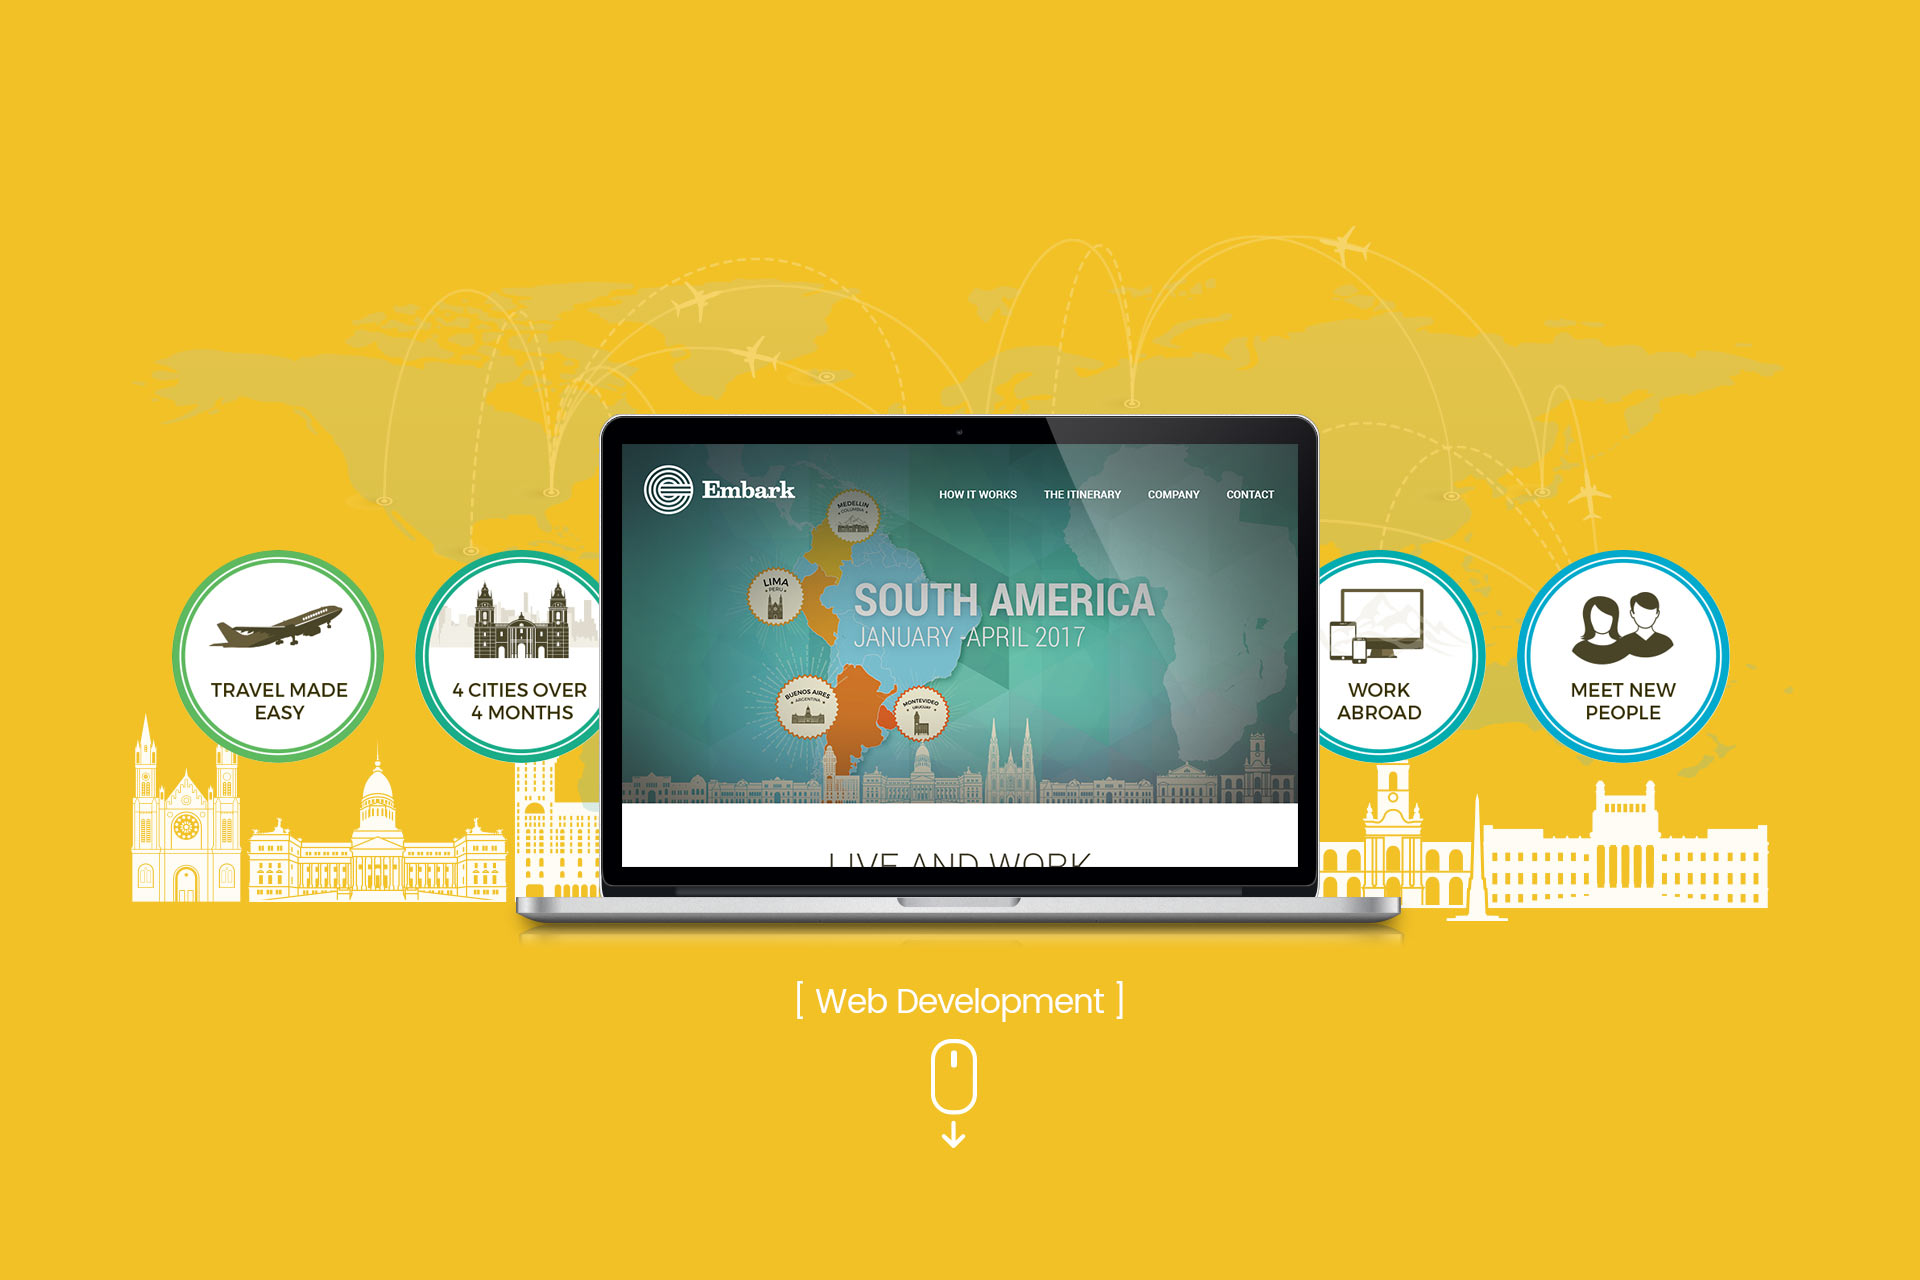 Embark
HOW IT WORKS
THE ITINERARY
COMPANY
CONTACT
MEDELLIN
COLUMBIA
LIMA
PERU
SOUTH AMERICA
JANUARY -APRIL 2017
BUENOS AIRES
ARGENTINA
MONTEVIDEO
URUGUAY
LIVE AND WORK
TRAVEL MADE
EASY
4 CITIES OVER
4 MONTHS
WORK
ABROAD
MEET NEW
PEOPLE
[ Web Development ]